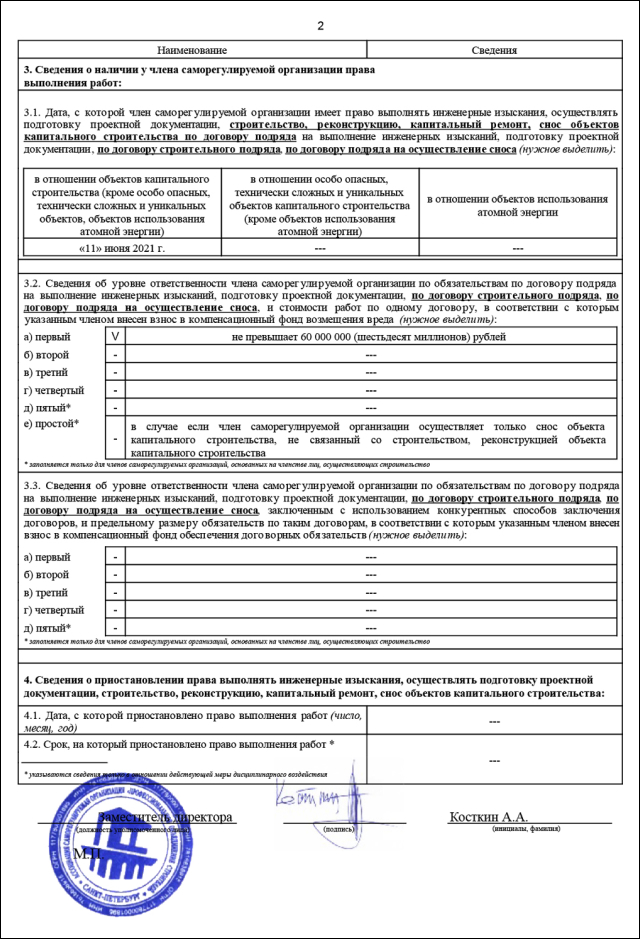 2
Наименование
Сведения
3. Сведения о наличии у члена саморегулируемой организации права
выполнения работ:
3.1. Дата, с которой член саморегулируемой организации имеет право выполнять инженерные изыскания, осуществлять
подготовку проектной документации, строительство, реконструкцию, капитальный ремонт, снос объектов
капитального строительства по договору подряда на выполнение инженерных изысканий, подготовку проектной
документации, по договору строительного подряда, по договору подряда на осуществление сноса (нужное выделить):
в отношении объектов капитального
строительства (кроме особо опасных,
технически сложных и уникальных
объектов, объектов использования
атомной энергии)
в отношении особо опасных,
технически сложных и уникальных
объектов капитального строительства
(кроме объектов использования
атомной энергии)
в отношении объектов использования
атомной энергии
«11» июня 2021 г.
---
---
3.2. Сведения об уровне ответственности члена саморегулируемой организации по обязательствам по договору подряда
на выполнение инженерных изысканий, подготовку проектной документации, по договору строительного подряда, по
договору подряда на осуществление сноса, и стоимости работ по одному договору, в соответствии с которым
указанным членом внесен взнос в компенсационный фонд возмещения вреда (нужное выделить):
а) первый V не превышает 60 000 000 (шестьдесят миллионов) рублей
б) второй - ---
в) третий - ---
г) четвертый - ---
д) пятый* - ---
е) простой* - в случае если член саморегулируемой организации осуществляет только снос объекта
капитального строительства, не связанный со строительством, реконструкцией объекта
капитального строительства
* заполняется только для членов саморегулируемых организаций, основанных на членстве лиц, осуществляющих строительство
3.3. Сведения об уровне ответственности члена саморегулируемой организации по обязательствам по договору подряда
на выполнение инженерных изысканий, подготовку проектной документации, по договору строительного подряда, по
договору подряда на осуществление сноса, заключенным с использованием конкурентных способов заключения
договоров, и предельному размеру обязательств по таким договорам, в соответствии с которым указанным членом внесен
взнос в компенсационный фонд обеспечения договорных обязательств (нужное выделить):
а) первый - ---
б) второй - ---
в) третий - ---
г) четвертый - ---
д) пятый* - ---
* заполняется только для членов саморегулируемых организаций, основанных на членстве лиц, осуществляющих строительство
4. Сведения о приостановлении права выполнять инженерные изыскания, осуществлять подготовку проектной
документации, строительство, реконструкцию, капитальный ремонт, снос объектов капитального строительства:
4.1. Дата, с которой приостановлено право выполнения работ (число,
месяц, год)
---
4.2. Срок, на который приостановлено право выполнения работ *
---
* указываются сведения только в отношении действующей меры дисциплинарного воздействия
Заместитель директора
(должность уполномоченного лица)
(подпись)
Косткин А.А.
(инициалы, фамилия)
М.П.
САНКТ-ПЕТЕРБУРГ